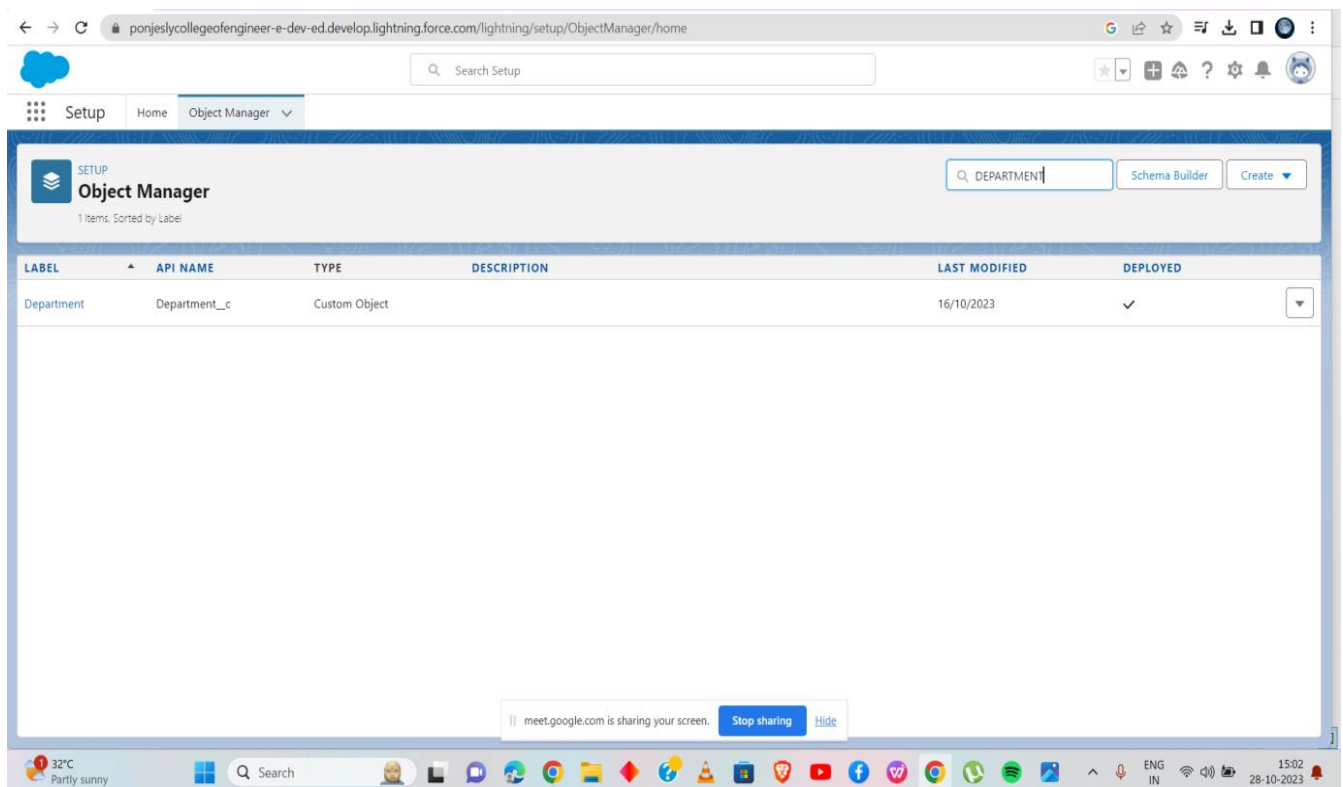 ponjeslycollegeofengineer-e-dev-ed.develop.lightning.force.com/lightning/setup/ObjectManager/home
Search Setup
Setup Home Object Manager
SETUP
Object Manager
1 Items, Sorted by Label
DEPARTMENT Schema Builder Create
LABEL API NAME TYPE DESCRIPTION LAST MODIFIED DEPLOYED
Department Department__c Custom Object 16/10/2023
meet.google.com is sharing your screen. Stop sharing Hide
1 32°C
Partly sunny
Search
ENG
IN
15:02
28-10-2023